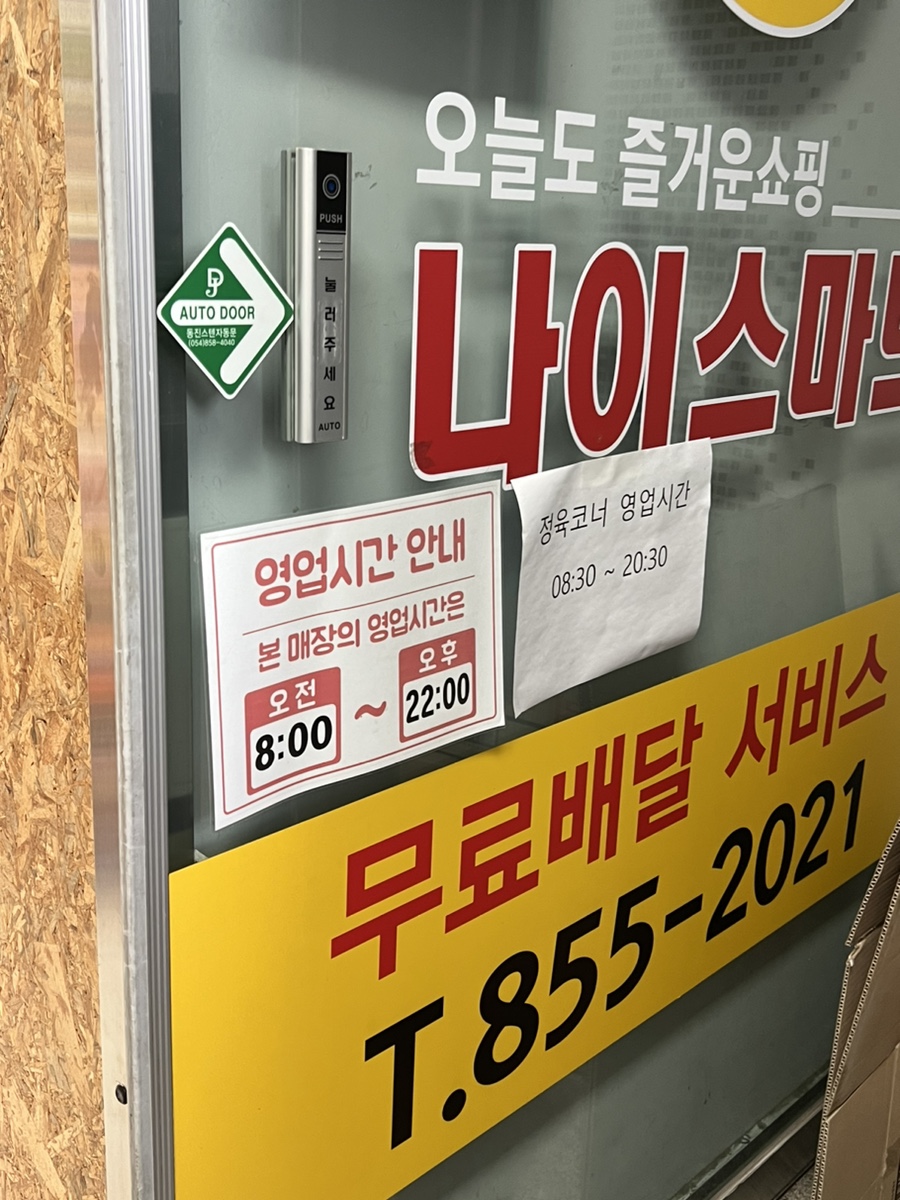 오늘도 즐거운쇼핑
나이스마트
PUSH
눌러주세요
AUTO
DJ
AUTO DOOR
동진스텐자동문
(054)858-4040
영업시간 안내
본 매장의 영업시간은
오전 오후
8:00 ~ 22:00
정육코너 영업시간
08:30 ~ 20:30
무료배달 서비스
T.855-2021